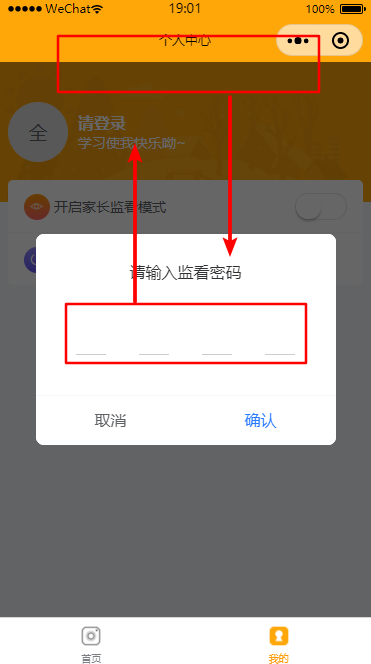 WeChat 19:01 100%
个人中心
全
请登录
学习使我快乐呦~
开启家长监看模式
请输入监看密码
取消 确认
首页 我的